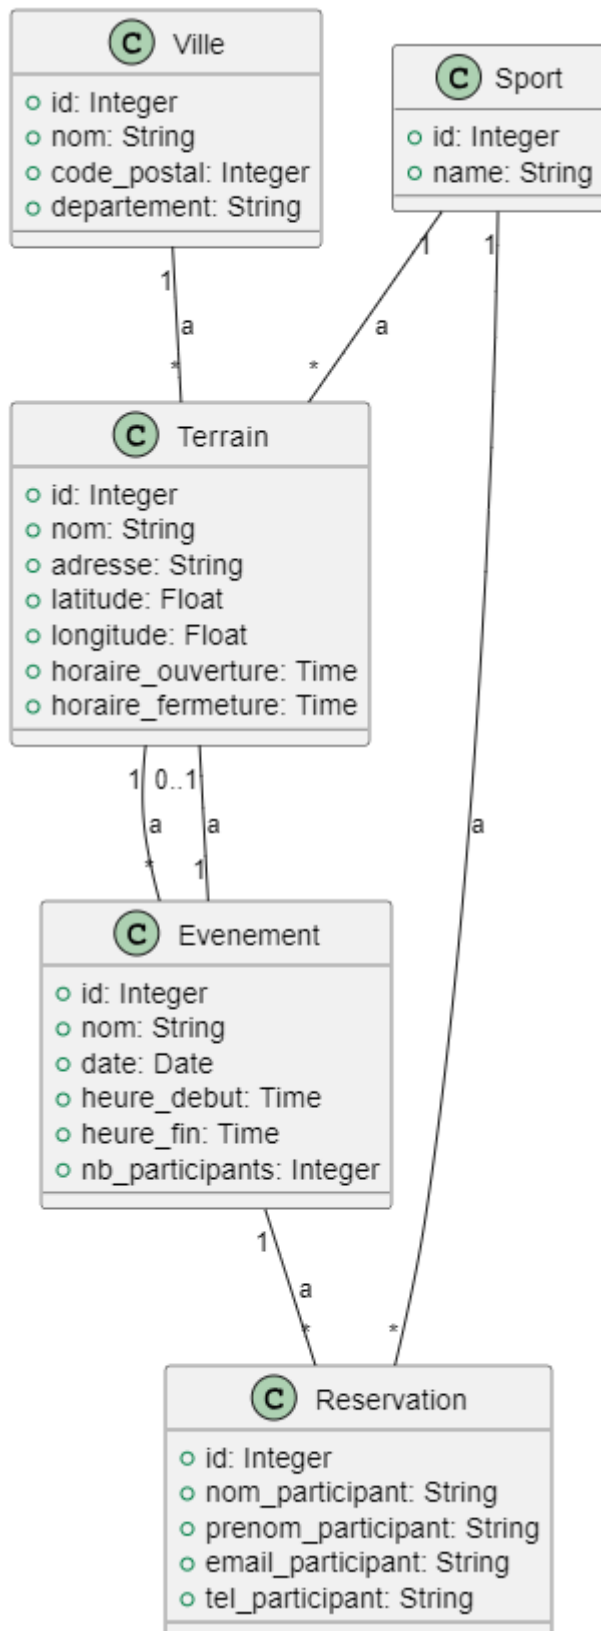 C Ville
id: Integer
nom: String
code_postal: Integer
departement: String
C Sport
id: Integer
name: String
1
1
1
a
a
*
*
C Terrain
id: Integer
nom: String
adresse: String
latitude: Float
longitude: Float
horaire_ouverture: Time
horaire_fermeture: Time
1 0..1
a
a
a
*
1
C Evenement
id: Integer
nom: String
date: Date
heure_debut: Time
heure_fin: Time
nb_participants: Integer
1
a
*
*
C Reservation
id: Integer
nom_participant: String
prenom_participant: String
email_participant: String
tel_participant: String